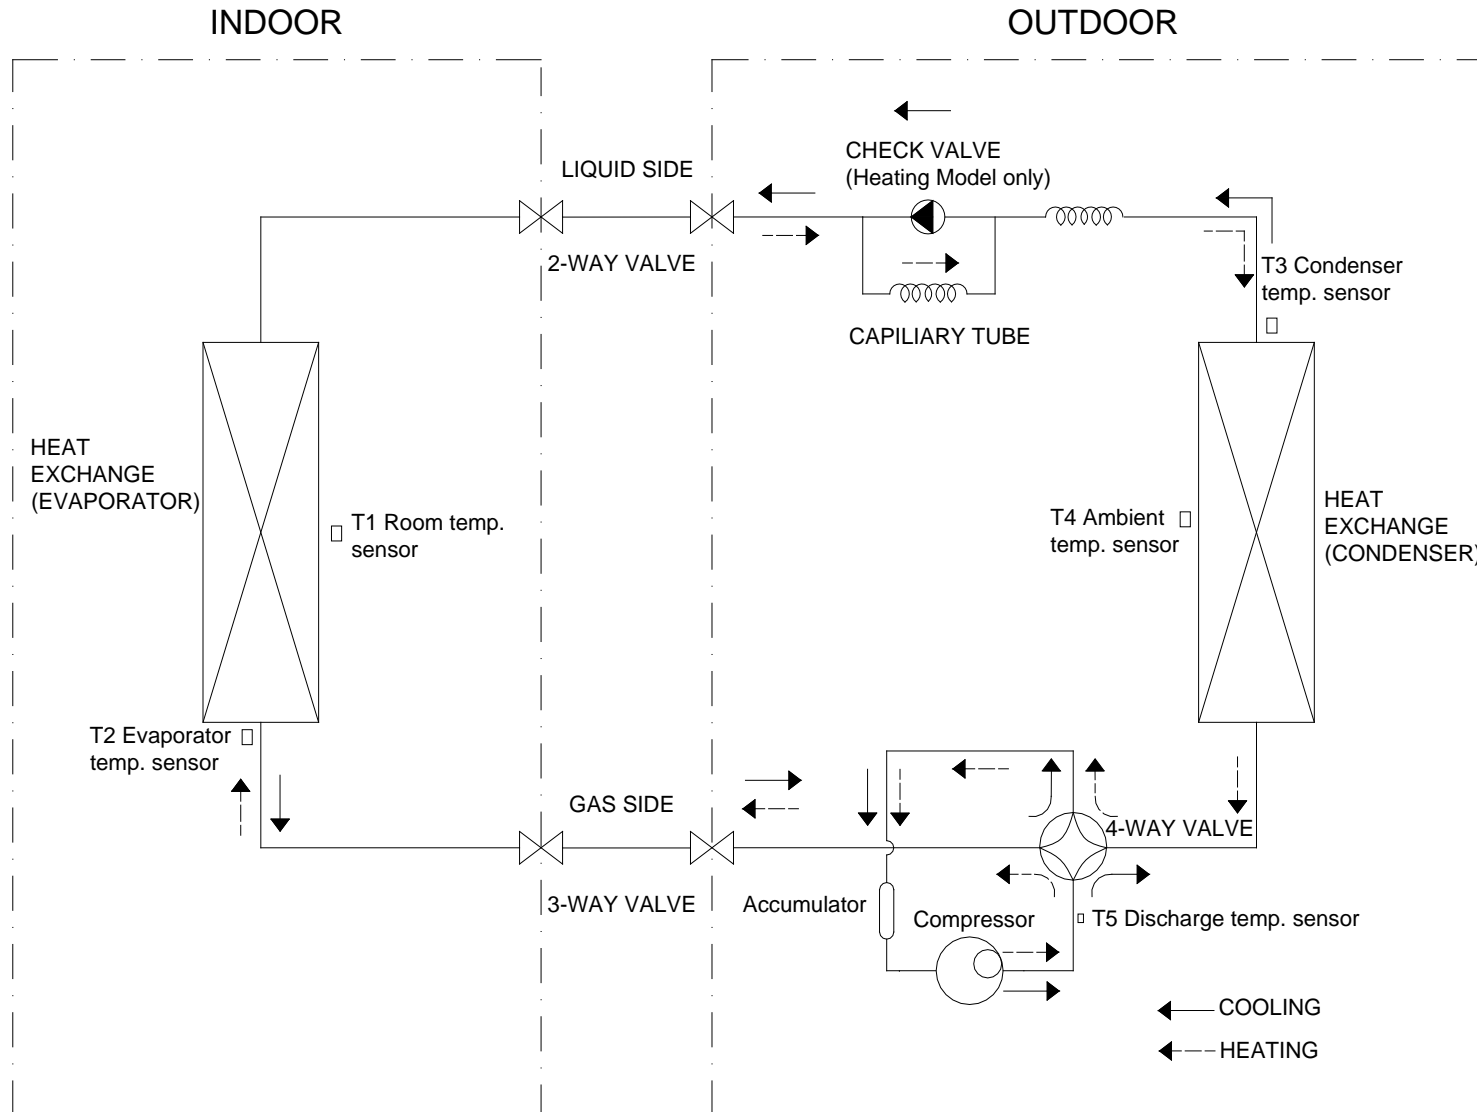 INDOOR
OUTDOOR
LIQUID SIDE
CHECK VALVE
(Heating Model only)
2-WAY VALVE
CAPILIARY TUBE
T3 Condenser
temp. sensor
HEAT
EXCHANGE
(EVAPORATOR)
T1 Room temp.
sensor
T4 Ambient
temp. sensor
HEAT
EXCHANGE
(CONDENSER)
T2 Evaporator
temp. sensor
GAS SIDE
4-WAY VALVE
3-WAY VALVE
Accumulator
Compressor
T5 Discharge temp. sensor
COOLING
HEATING